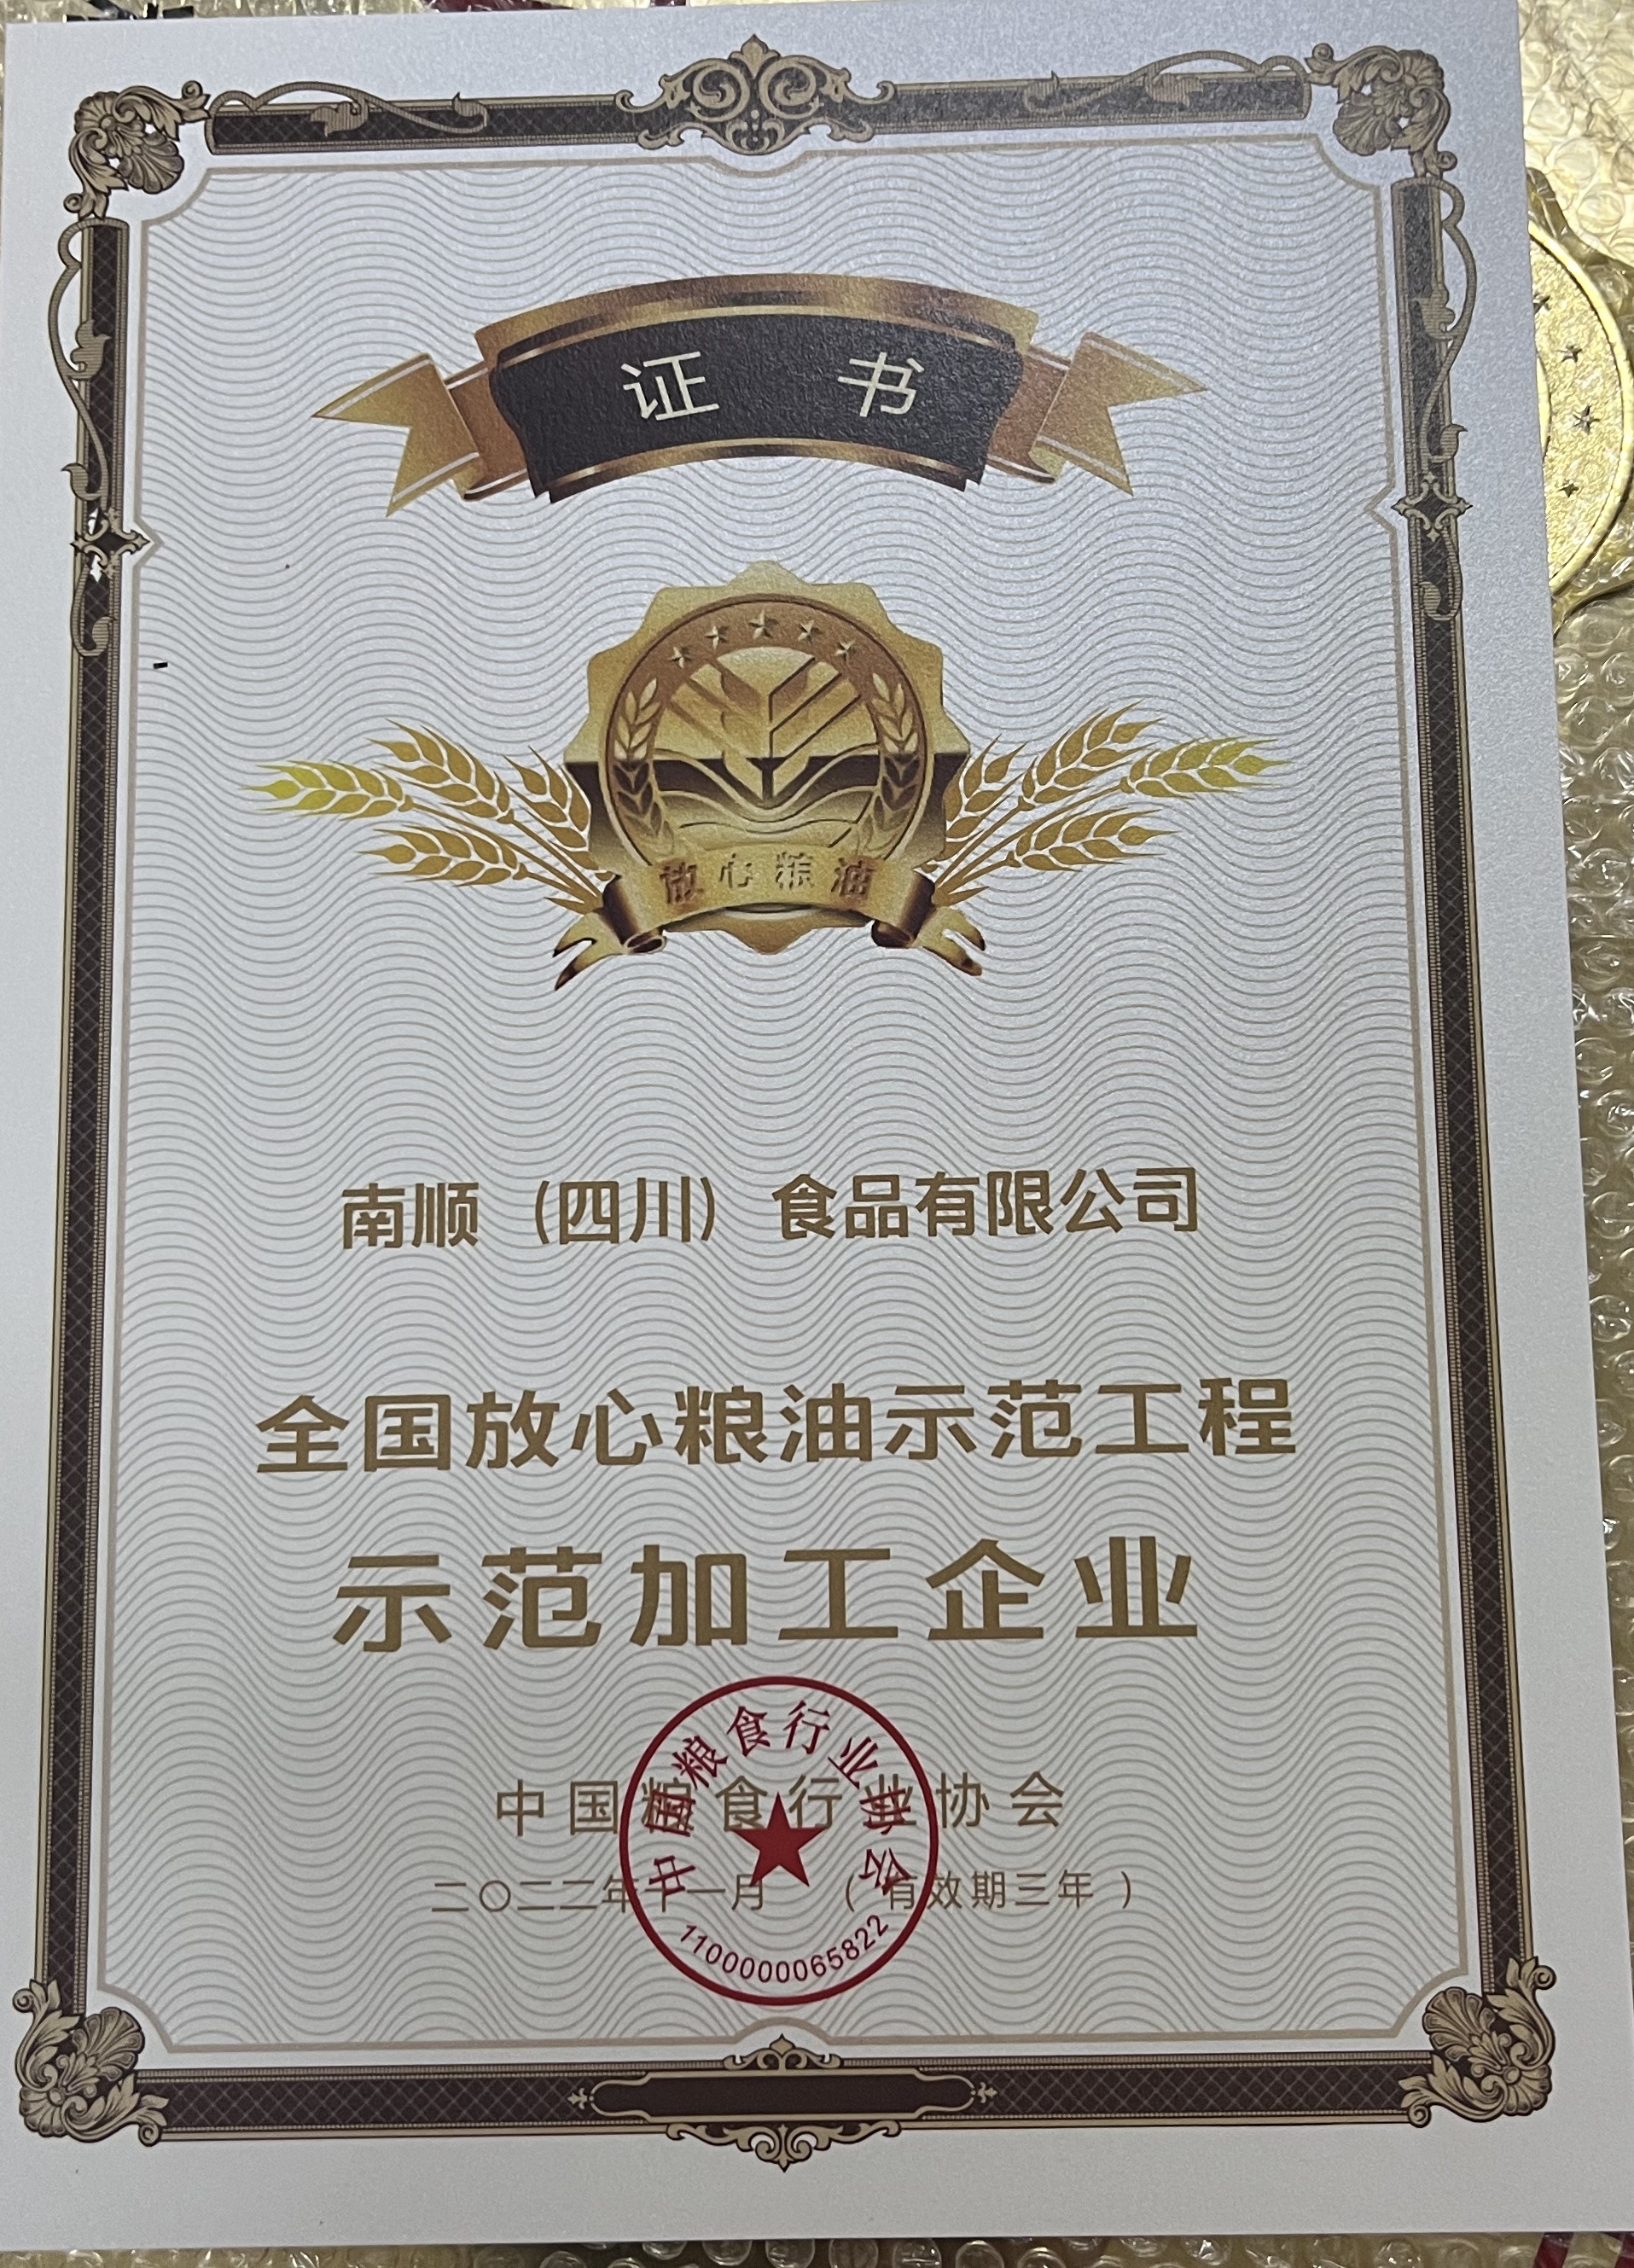 证 书
放心粮油
南顺（四川）食品有限公司
全国放心粮油示范工程
示范加工企业
中国粮食行业协会
二〇二二年十一月 （有效期三年）
中国粮食行业协会
1100000065822